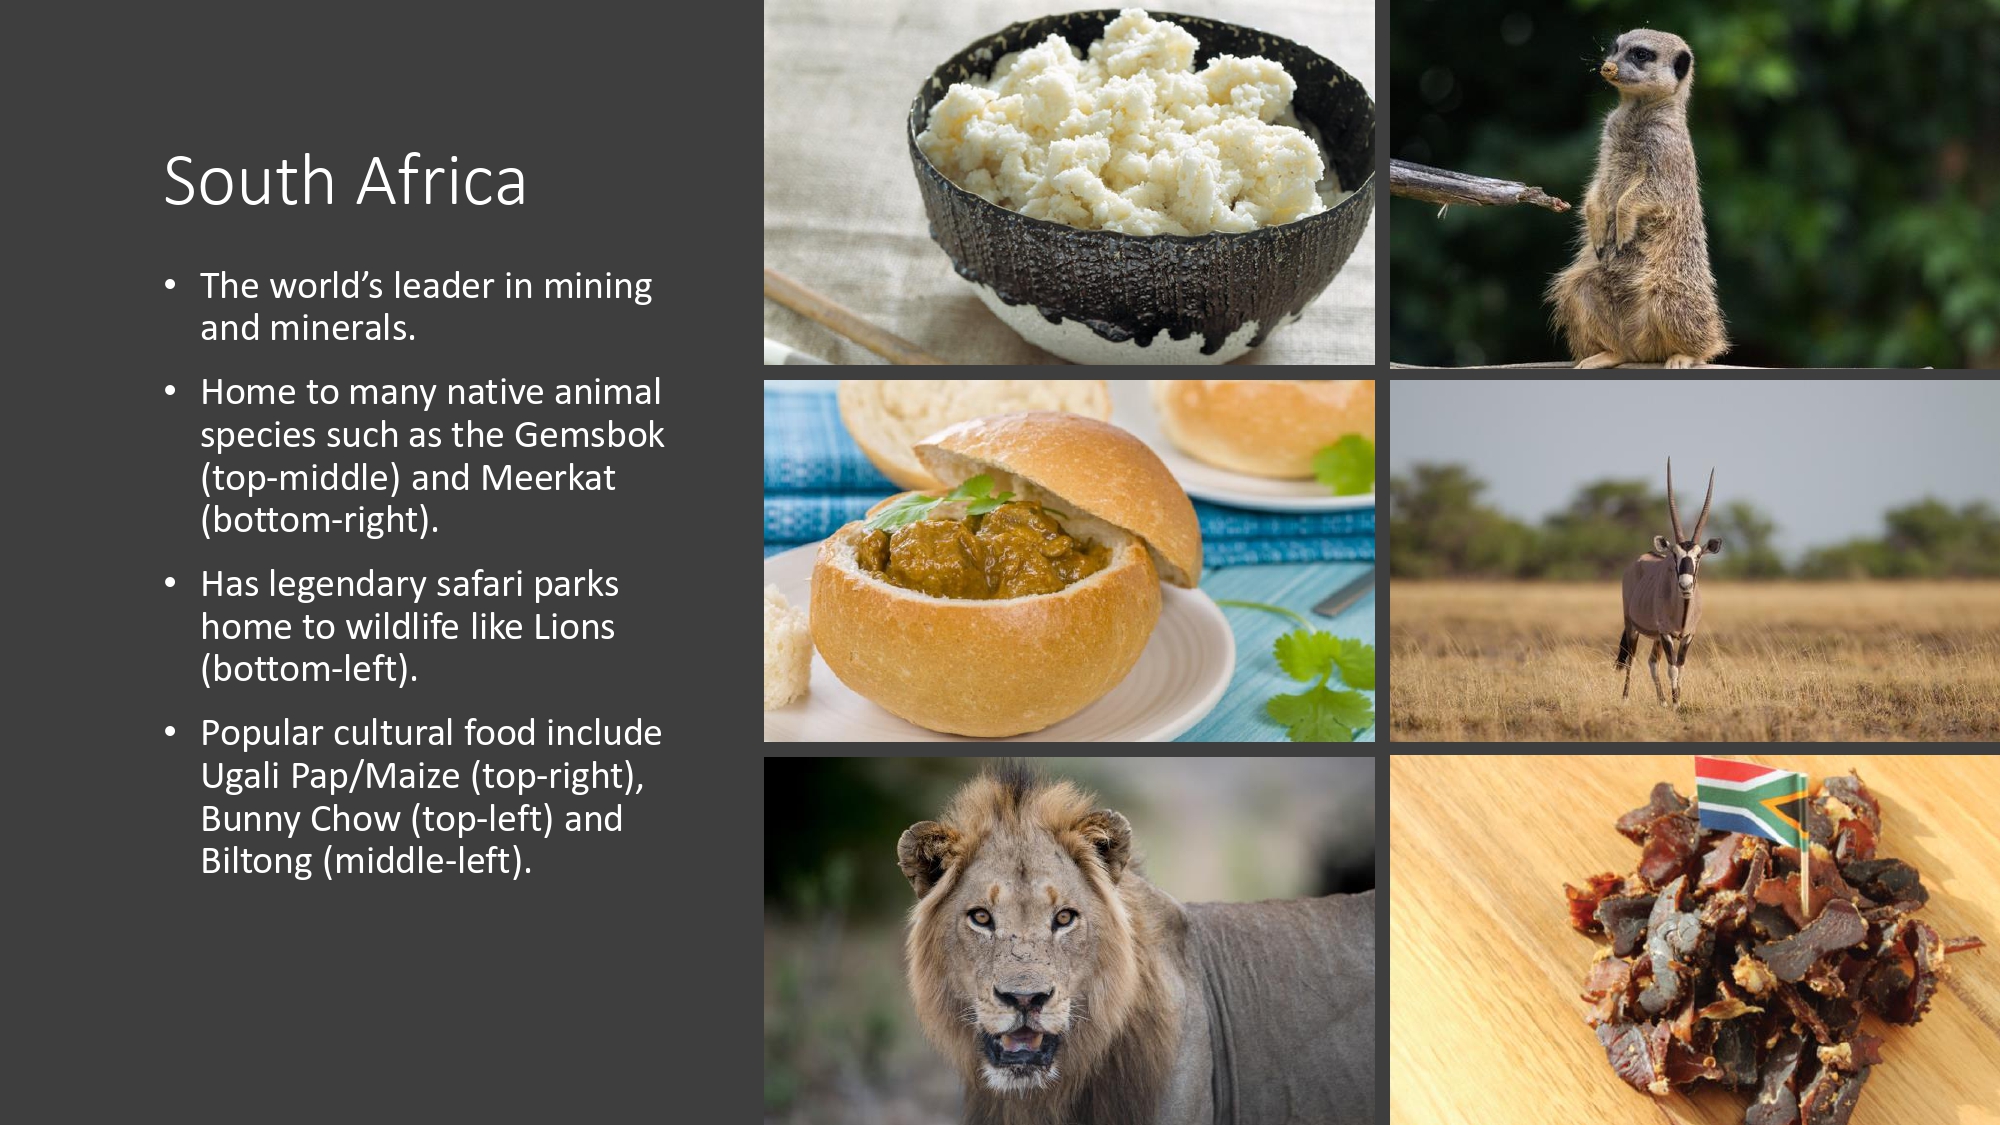 South Africa
• The world’s leader in mining
and minerals.
• Home to many native animal
species such as the Gemsbok
(top-middle) and Meerkat
(bottom-right).
• Has legendary safari parks
home to wildlife like Lions
(bottom-left).
• Popular cultural food include
Ugali Pap/Maize (top-right),
Bunny Chow (top-left) and
Biltong (middle-left).